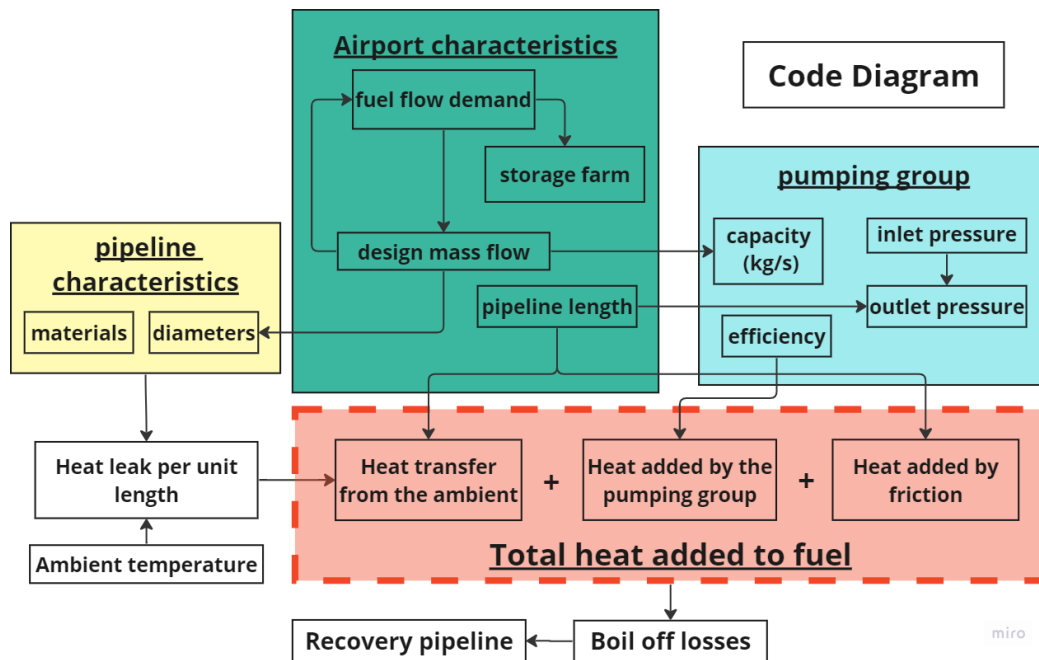 Airport characteristics
Code Diagram
fuel flow demand
storage farm
design mass flow
pipeline length
pumping group
capacity
(kg/s)
inlet pressure
outlet pressure
efficiency
pipeline
characteristics
materials
diameters
Heat leak per unit
length
Ambient temperature
Heat transfer
from the ambient
+
Heat added by the
pumping group
+
Heat added by
friction
Total heat added to fuel
Recovery pipeline
Boil off losses
miro